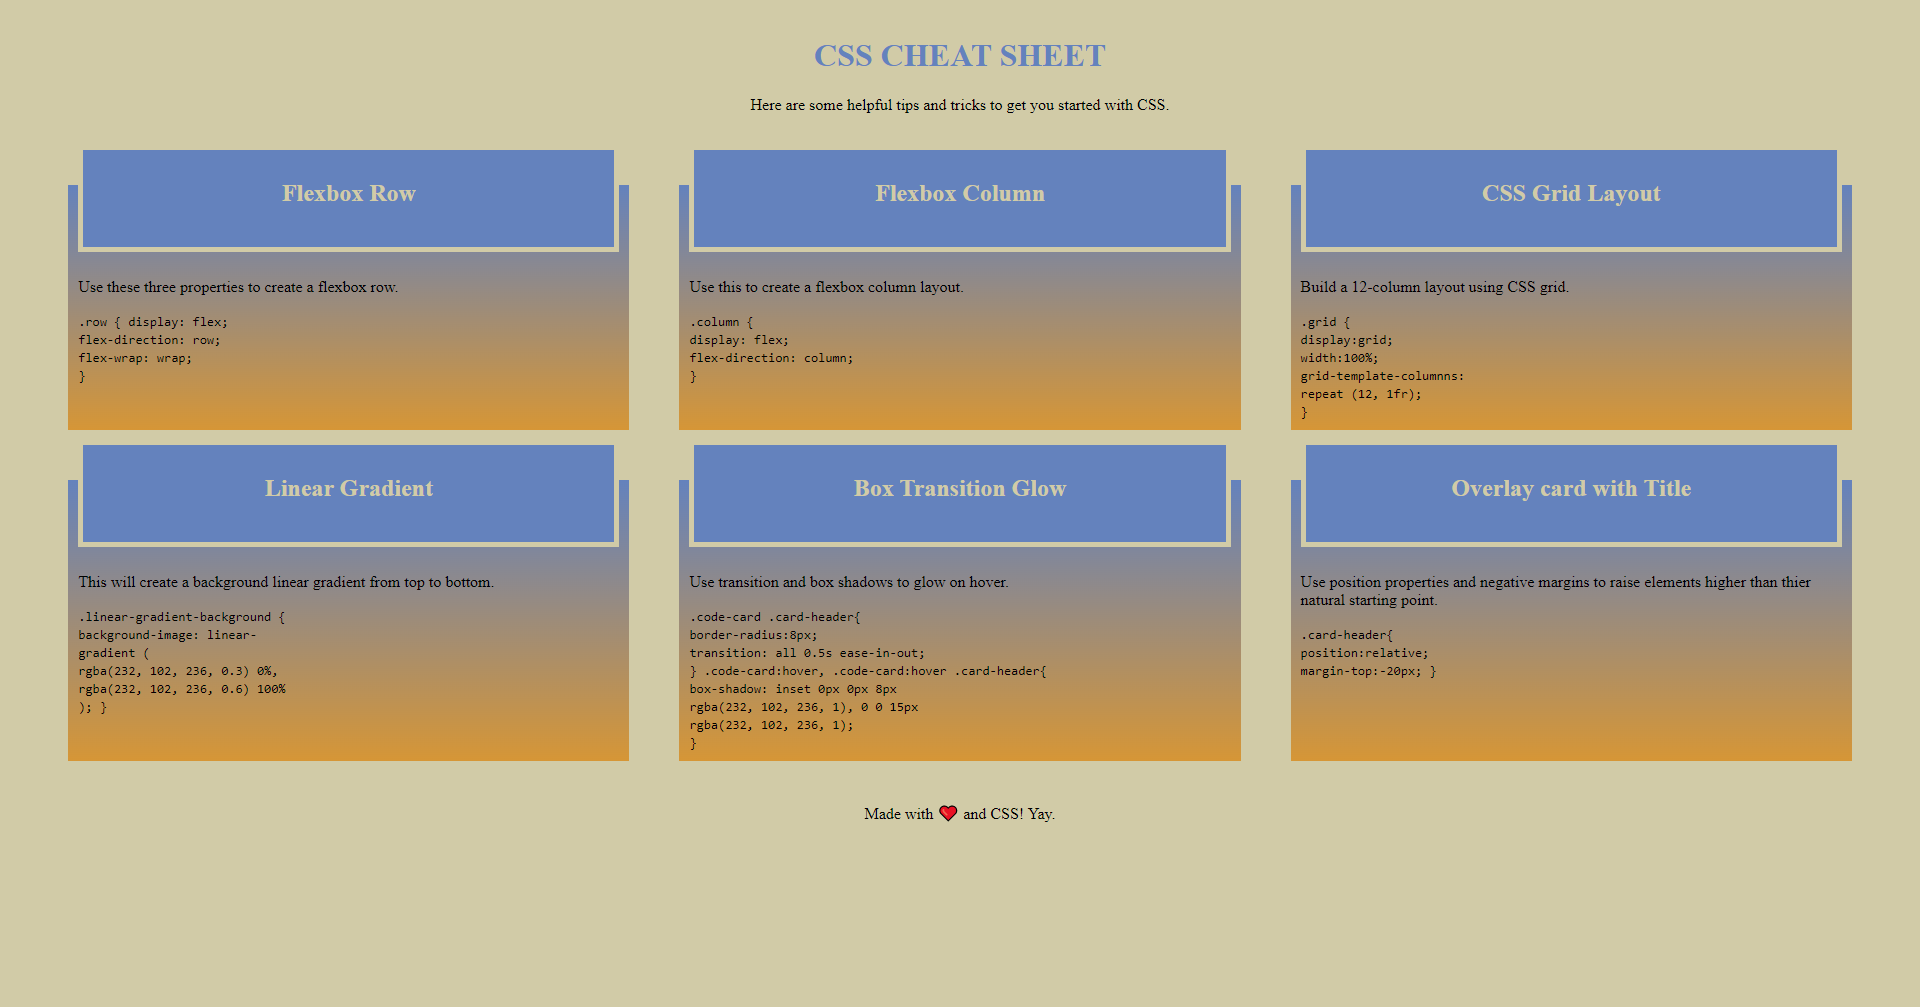 CSS CHEAT SHEET
Here are some helpful tips and tricks to get you started with CSS.
Flexbox Row
Use these three properties to create a flexbox row.
.row { display: flex;
flex-direction: row;
flex-wrap: wrap;
}
Flexbox Column
Use this to create a flexbox column layout.
.column {
display: flex;
flex-direction: column;
}
CSS Grid Layout
Build a 12-column layout using CSS grid.
.grid {
display:grid;
width:100%;
grid-template-columnns:
repeat (12, 1fr);
}
Linear Gradient
This will create a background linear gradient from top to bottom.
.linear-gradient-background {
background-image: linear-
gradient (
rgba(232, 102, 236, 0.3) 0%,
rgba(232, 102, 236, 0.6) 100%
); }
Box Transition Glow
Use transition and box shadows to glow on hover.
.code-card .card-header{
border-radius:8px;
transition: all 0.5s ease-in-out;
} .code-card:hover, .code-card:hover .card-header{
box-shadow: inset 0px 0px 8px
rgba(232, 102, 236, 1), 0 0 15px
rgba(232, 102, 236, 1);
}
Overlay card with Title
Use position properties and negative margins to raise elements higher than thier
natural starting point.
.card-header{
position:relative;
margin-top:-20px; }
Made with ❤️ and CSS! Yay.